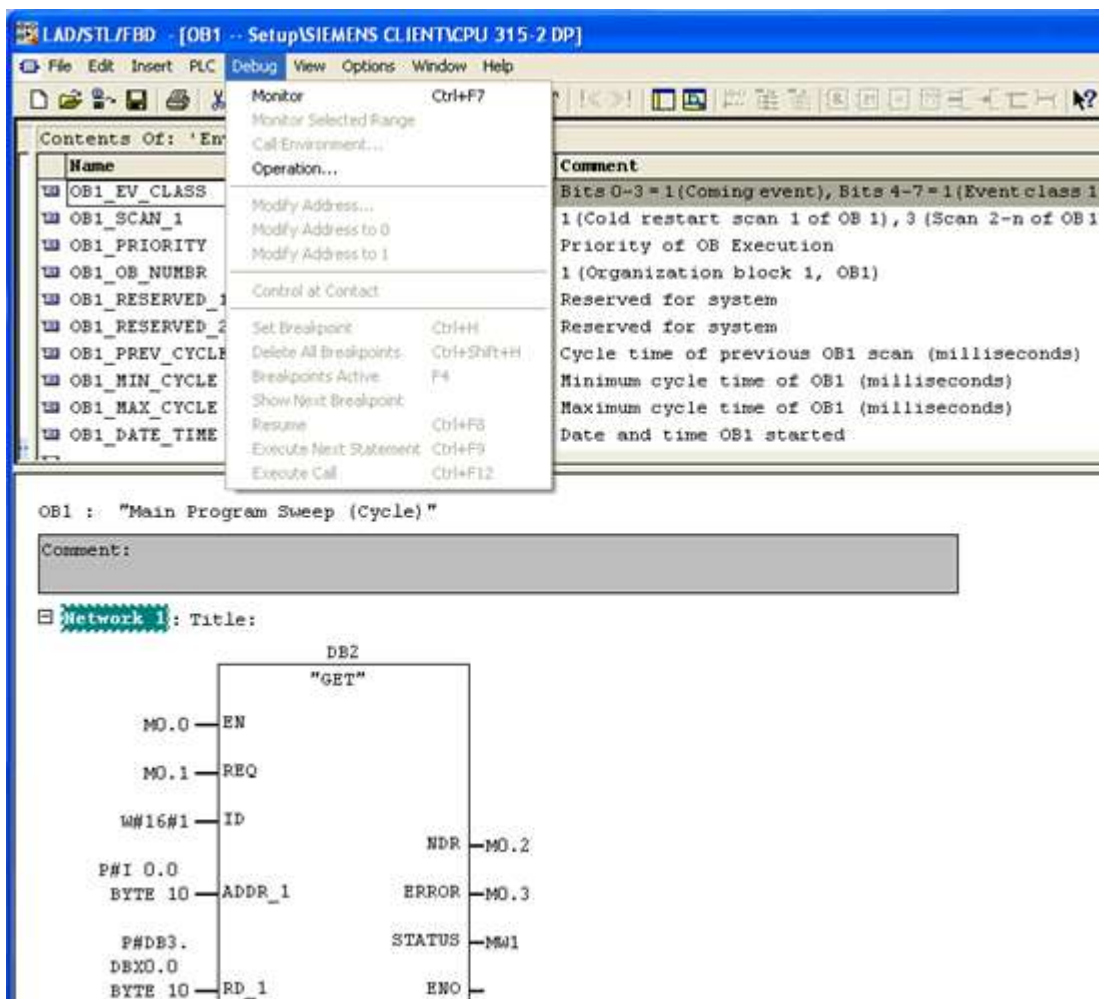 LAD/STL/FBD - [OB1 -- Setup\SIEMENS CLIENT\CPU 315-2 DP]
File Edit Insert PLC Debug View Options Window Help
Monitor Ctrl+F7
Monitor Selected Range
Call Environment...
Operation...
Modify Address...
Modify Address to 0
Modify Address to 1
Control at Contact
Set Breakpoint Ctrl+H
Delete All Breakpoints Ctrl+Shift+H
Breakpoints Active F4
Show Next Breakpoint
Resume Ctrl+F8
Execute Next Statement Ctrl+F9
Execute Call Ctrl+F12
Contents Of: 'En
Name Comment
OB1_EV_CLASS Bits 0-3 = 1 (Coming event), Bits 4-7 = 1 (Event class 1
OB1_SCAN_1 1 (Cold restart scan 1 of OB 1), 3 (Scan 2-n of OB 1
OB1_PRIORITY Priority of OB Execution
OB1_OB_NUMBR 1 (Organization block 1, OB1)
OB1_RESERVED_1 Reserved for system
OB1_RESERVED_2 Reserved for system
OB1_PREV_CYCLE Cycle time of previous OB1 scan (milliseconds)
OB1_MIN_CYCLE Minimum cycle time of OB1 (milliseconds)
OB1_MAX_CYCLE Maximum cycle time of OB1 (milliseconds)
OB1_DATE_TIME Date and time OB1 started
OB1 : "Main Program Sweep (Cycle)"
Comment:
Network 1: Title:
DB2
"GET"
M0.0 EN
M0.1 REQ
W#16#1 ID
NDR M0.2
P#I 0.0
BYTE 10 ADDR_1 ERROR M0.3
P#DB3. STATUS MW1
DBX0.0
BYTE 10 RD_1 ENO